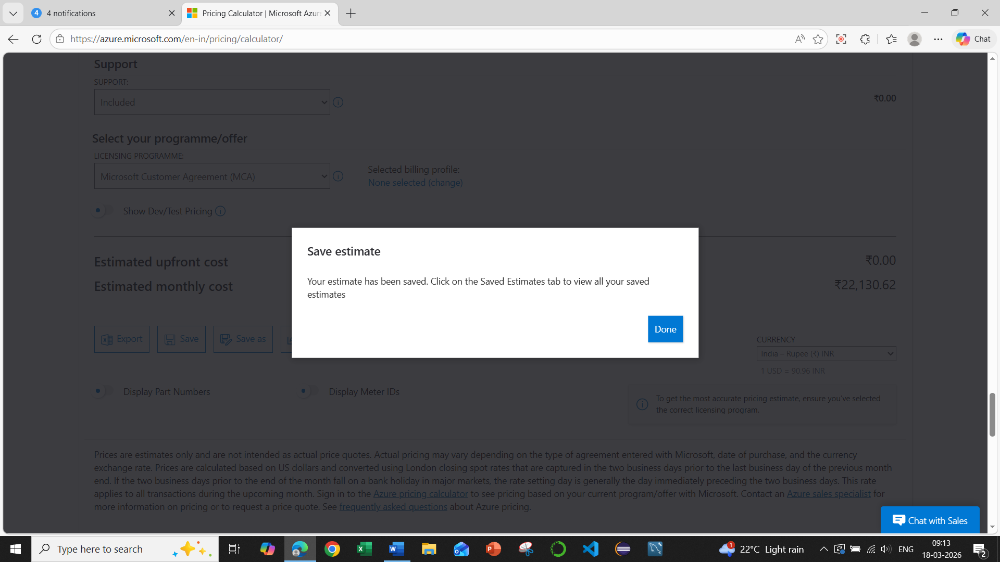 4
4 notifications
Pricing Calculator | Microsoft Azure
https://azure.microsoft.com/en-in/pricing/calculator/
Chat
Support
SUPPORT:
Included
₹0.00
Select your programme/offer
LICENSING PROGRAMME:
Microsoft Customer Agreement (MCA)
Selected billing profile:
None selected (change)
Show Dev/Test Pricing
Save estimate
Your estimate has been saved. Click on the Saved Estimates tab to view all your saved
estimates
Done
Estimated upfront cost
₹0.00
Estimated monthly cost
₹22,130.62
Export
Save
Save as
CURRENCY
India – Rupee (₹) INR
1 USD = 90.96 INR
Display Part Numbers
Display Meter IDs
To get the most accurate pricing estimate, ensure you've selected
the correct licensing program.
Prices are estimates only and are not intended as actual price quotes. Actual pricing may vary depending on the type of agreement entered with Microsoft, date of purchase, and the currency
exchange rate. Prices are calculated based on US dollars and converted using London closing spot rates that are captured in the two business days prior to the last business day of the previous month
end. If the two business days prior to the end of the month fall on a bank holiday in major markets, the rate setting day is generally the day immediately preceding the two business days. This rate
applies to all transactions during the upcoming month. Sign in to the Azure pricing calculator to see pricing based on your current program/offer with Microsoft. Contact an Azure sales specialist for
more information on pricing or to request a price quote. See frequently asked questions about Azure pricing.
Chat with Sales
Type here to search
1
22°C Light rain
ENG
09:13
18-03-2026
2